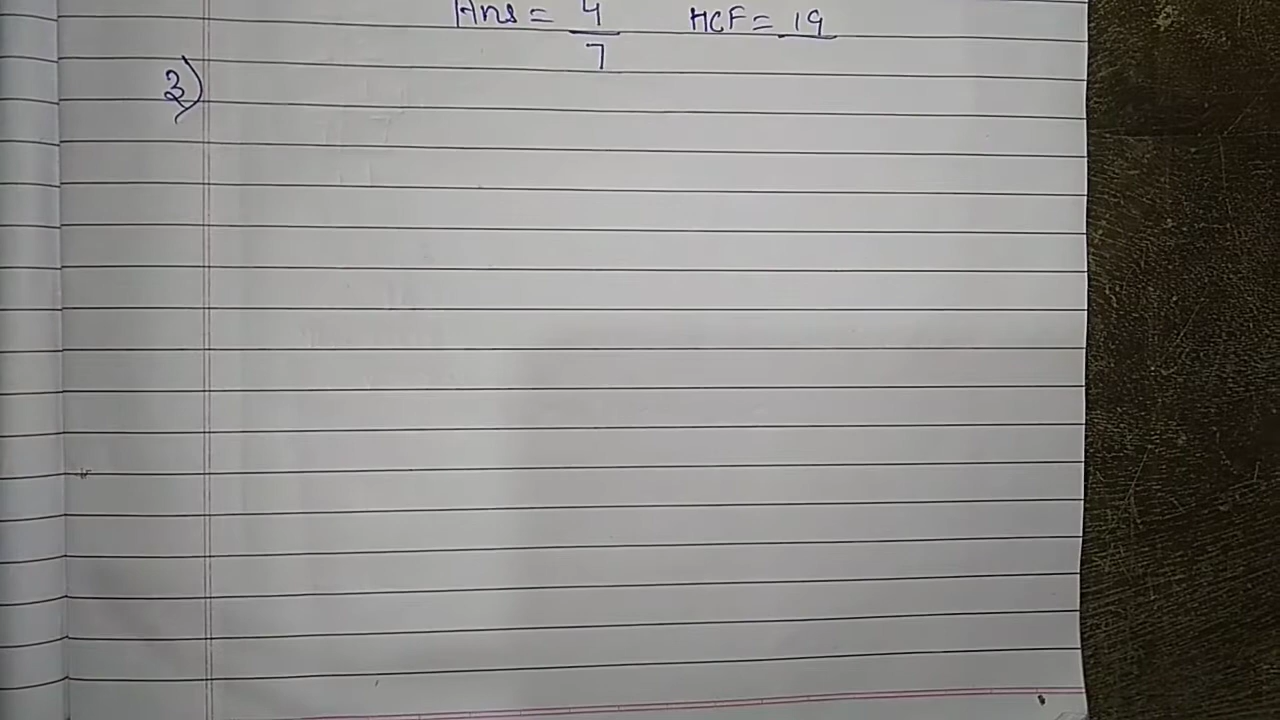 Ans = 4/7 HCF = 19
3)